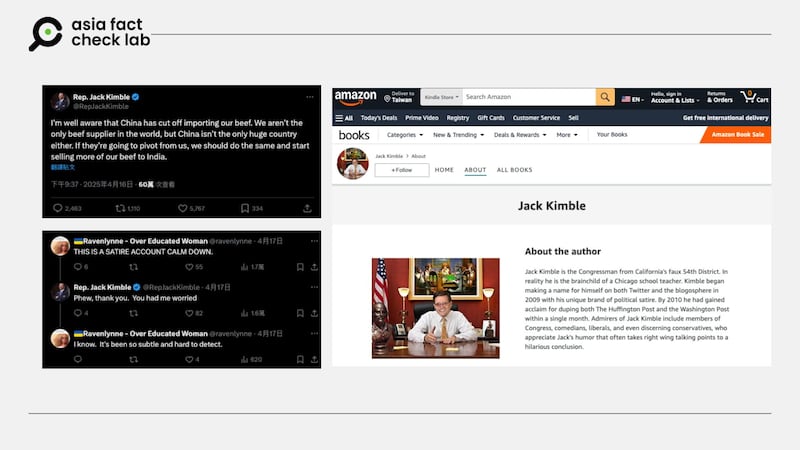 asia fact
check lab
Rep. Jack Kimble
@RepJackKimble
I'm well aware that China has cut off importing our beef. We aren't the
only beef supplier in the world, but China isn't the only huge country
either. If they're going to pivot from us, we should do the same and start
selling more of our beef to India.
翻譯貼文
下午9:37 · 2025年4月16日 · 60萬 次查看
2,463 1,110 5,767 334
Ravenlynne - Over Educated Woman @ravenlynne · 4月17日
THIS IS A SATIRE ACCOUNT CALM DOWN.
6 55 1.7萬
Rep. Jack Kimble @RepJackKimble · 4月17日
Phew, thank you. You had me worried
4 82 1.6萬
Ravenlynne - Over Educated Woman @ravenlynne · 4月17日
I know. It's been so subtle and hard to detect.
4 620
amazon
Deliver to
Taiwan
Kindle Store
Search Amazon
EN
Hello, sign in
Account & Lists
Returns
& Orders
0
Cart
All Today's Deals Prime Video Registry Gift Cards Customer Service Sell
Get free international delivery
books Categories New & Trending Deals & Rewards More Your Books
Amazon Book Sale
Jack Kimble › About
+Follow HOME ABOUT ALL BOOKS
Jack Kimble
About the author
Jack Kimble is the Congressman from California's faux 54th District. In
reality he is the brainchild of a Chicago school teacher. Kimble began
making a name for himself on both Twitter and the blogosphere in
2009 with his unique brand of political satire. By 2010 he had gained
acclaim for duping both The Huffington Post and the Washington Post
within a single month. Admirers of Jack Kimble include members of
Congress, comedians, liberals, and even discerning conservatives, who
appreciate Jack's humor that often takes right wing talking points to a
hilarious conclusion.